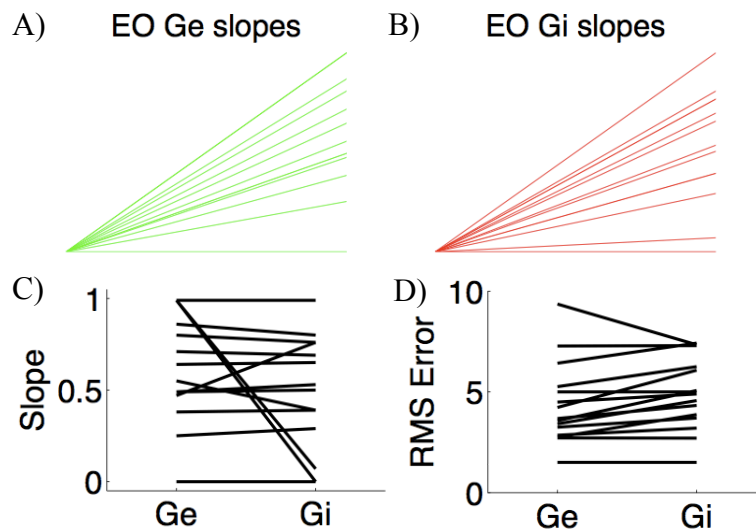 A) EO Ge slopes
B) EO Gi slopes
C)
1
0.5
0
Slope
Ge Gi
D)
10
5
0
RMS Error
Ge Gi